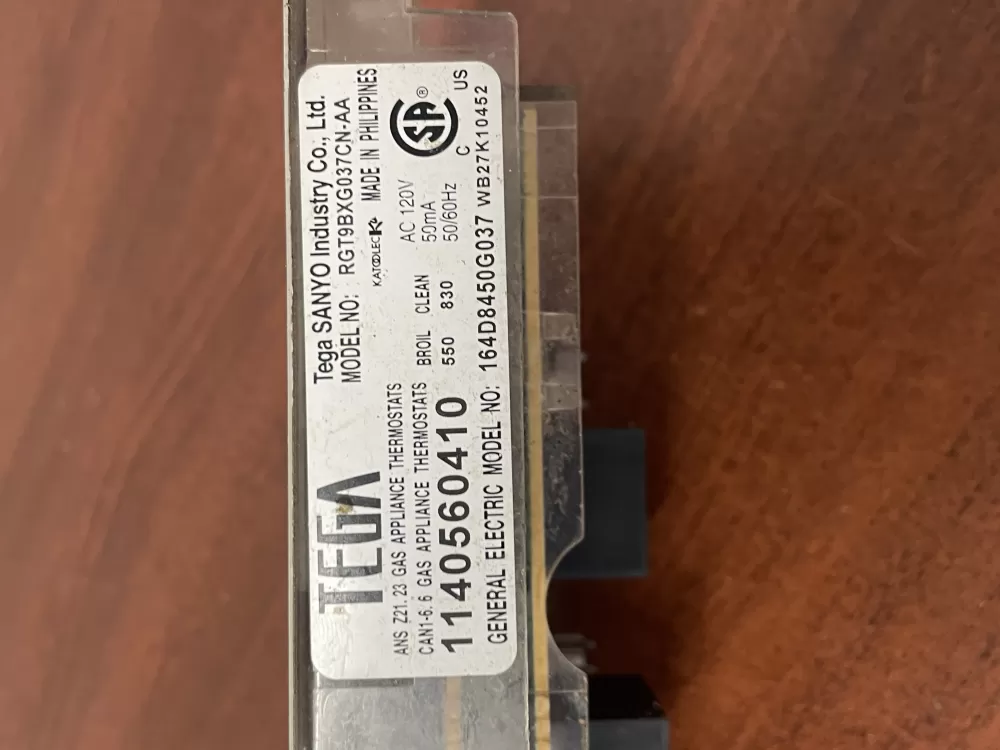 TEGA
Tega SANYO Industry Co., Ltd.
MODEL NO: RGT9BXG037CN-AA
KATOOLEC K MADE IN PHILIPPINES
ANS Z21.23 GAS APPLIANCE THERMOSTATS
CAN1-6.6 GAS APPLIANCE THERMOSTATS
BROIL CLEAN
550 830
AC 120V
50mA
50/60Hz
SA ®
C US
1140560410
GENERAL ELECTRIC MODEL NO: 164D8450G037 WB27K10452